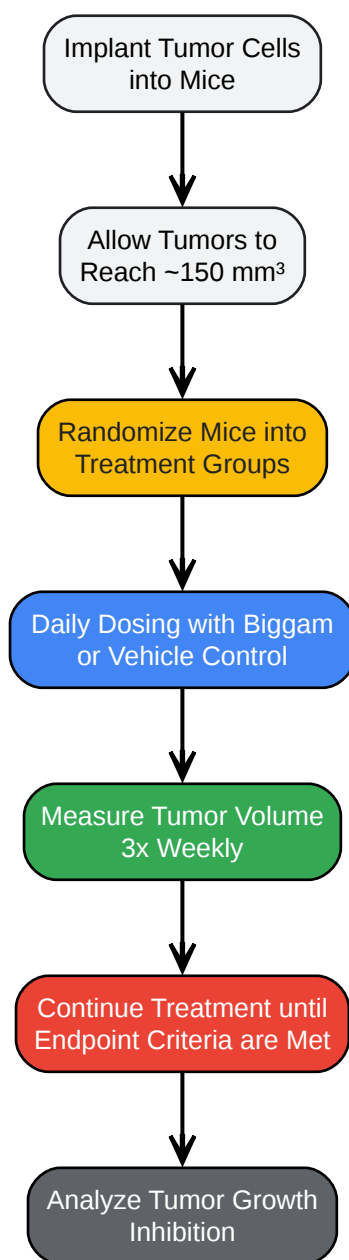 Implant Tumor Cells
into Mice
Allow Tumors to
Reach ~150 mm³
Randomize Mice into
Treatment Groups
Daily Dosing with Biggam
or Vehicle Control
Measure Tumor Volume
3x Weekly
Continue Treatment until
Endpoint Criteria are Met
Analyze Tumor Growth
Inhibition